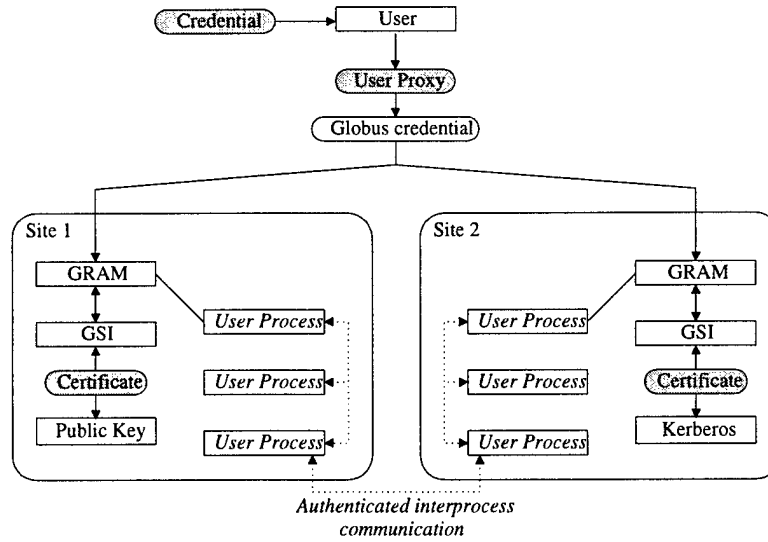 Credential
User
User Proxy
Globus credential
Site 1
GRAM
GSI
Certificate
Public Key
User Process
User Process
User Process
Site 2
GRAM
GSI
Certificate
Kerberos
User Process
User Process
User Process
Authenticated interprocess
communication